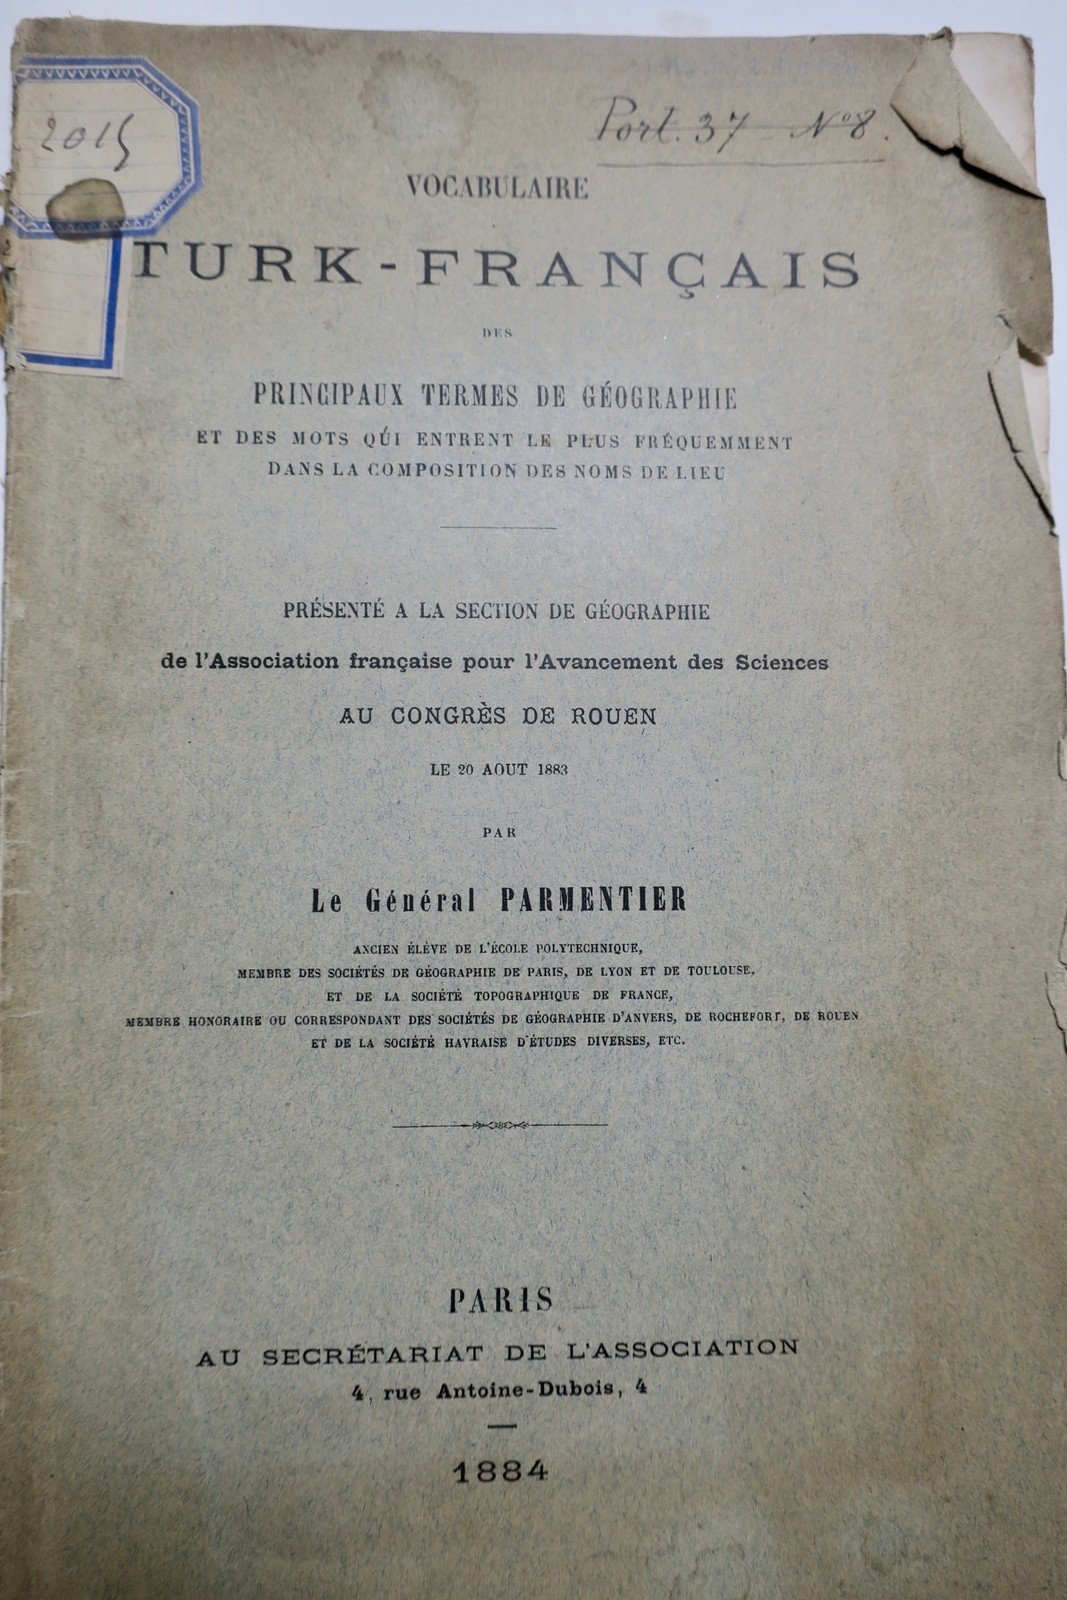 2015
Port. 37 N° 8.
VOCABULAIRE
TURK-FRANÇAIS
DES
PRINCIPAUX TERMES DE GÉOGRAPHIE
ET DES MOTS QUI ENTRENT LE PLUS FRÉQUEMMENT
DANS LA COMPOSITION DES NOMS DE LIEU
PRÉSENTÉ A LA SECTION DE GÉOGRAPHIE
de l'Association française pour l'Avancement des Sciences
AU CONGRÈS DE ROUEN
LE 20 AOUT 1883
PAR
Le Général PARMENTIER
ANCIEN ÉLÈVE DE L'ÉCOLE POLYTECHNIQUE,
MEMBRE DES SOCIÉTÉS DE GÉOGRAPHIE DE PARIS, DE LYON ET DE TOULOUSE,
ET DE LA SOCIÉTÉ TOPOGRAPHIQUE DE FRANCE,
MEMBRE HONORAIRE OU CORRESPONDANT DES SOCIÉTÉS DE GÉOGRAPHIE D'ANVERS, DE ROCHEFORT, DE ROUEN
ET DE LA SOCIÉTÉ HAVRAISE D'ÉTUDES DIVERSES, ETC.
PARIS
AU SECRÉTARIAT DE L'ASSOCIATION
4, rue Antoine-Dubois, 4
1884